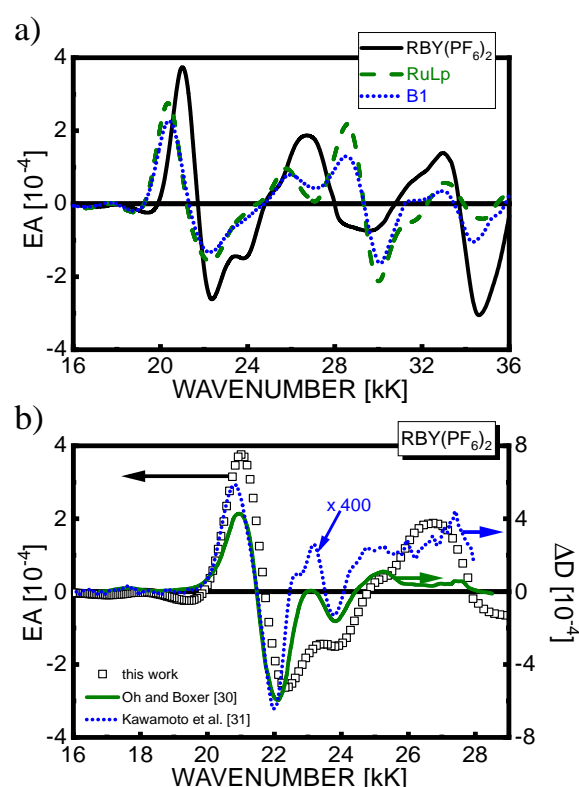 a)
RBY(PF6)2
RuLp
B1
EA [10-4]
4
2
0
-2
-4
16 20 24 28 32 36
WAVENUMBER [kK]
b)
RBY(PF6)2
x 400
EA [10-4]
4
2
0
-2
-4
8
4
0
-4
-8
ΔD [10-4]
this work
Oh and Boxer [30]
Kawamoto et al. [31]
16 18 20 22 24 26 28
WAVENUMBER [kK]